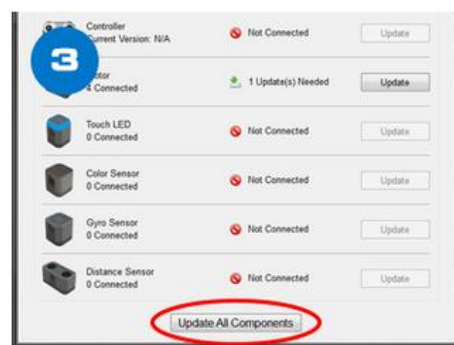 Controller
Current Version: N/A
Not Connected
Update
3
4 Connected
1 Update(s) Needed
Update
Touch LED
0 Connected
Not Connected
Update
Color Sensor
0 Connected
Not Connected
Update
Gyro Sensor
0 Connected
Not Connected
Update
Distance Sensor
0 Connected
Not Connected
Update
Update All Components